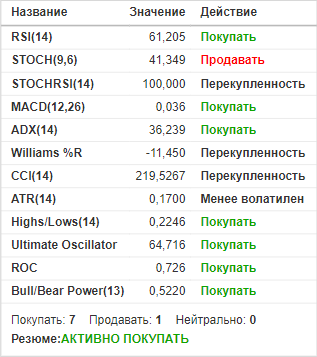 Название Значение Действие
RSI(14) 61,205 Покупать
STOCH(9,6) 41,349 Продавать
STOCHRSI(14) 100,000 Перекупленность
MACD(12,26) 0,036 Покупать
ADX(14) 36,239 Покупать
Williams %R -11,450 Перекупленность
CCI(14) 219,5267 Перекупленность
ATR(14) 0,1700 Менее волатилен
Highs/Lows(14) 0,2246 Покупать
Ultimate Oscillator 64,716 Покупать
ROC 0,726 Покупать
Bull/Bear Power(13) 0,5220 Покупать
Покупать: 7 Продавать: 1 Нейтрально: 0
Резюме:АКТИВНО ПОКУПАТЬ